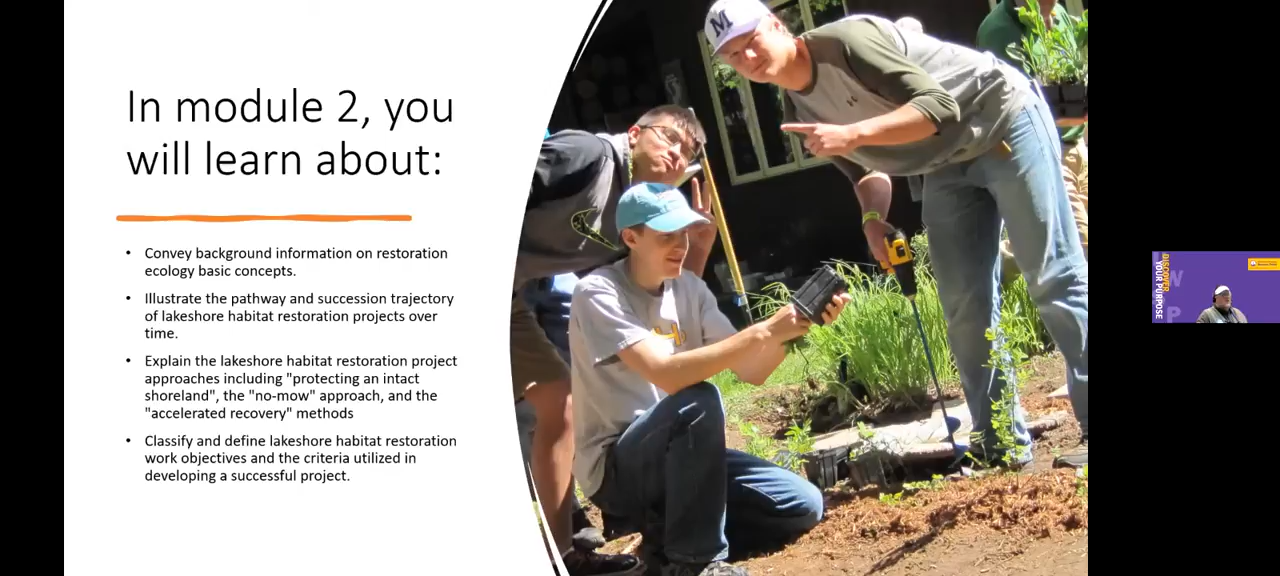 In module 2, you
will learn about:
• Convey background information on restoration
ecology basic concepts.
• Illustrate the pathway and succession trajectory
of lakeshore habitat restoration projects over
time.
• Explain the lakeshore habitat restoration project
approaches including "protecting an intact
shoreland", the "no-mow" approach, and the
"accelerated recovery" methods
• Classify and define lakeshore habitat restoration
work objectives and the criteria utilized in
developing a successful project.
M
DISCOVER
YOUR PURPOSE
W
P